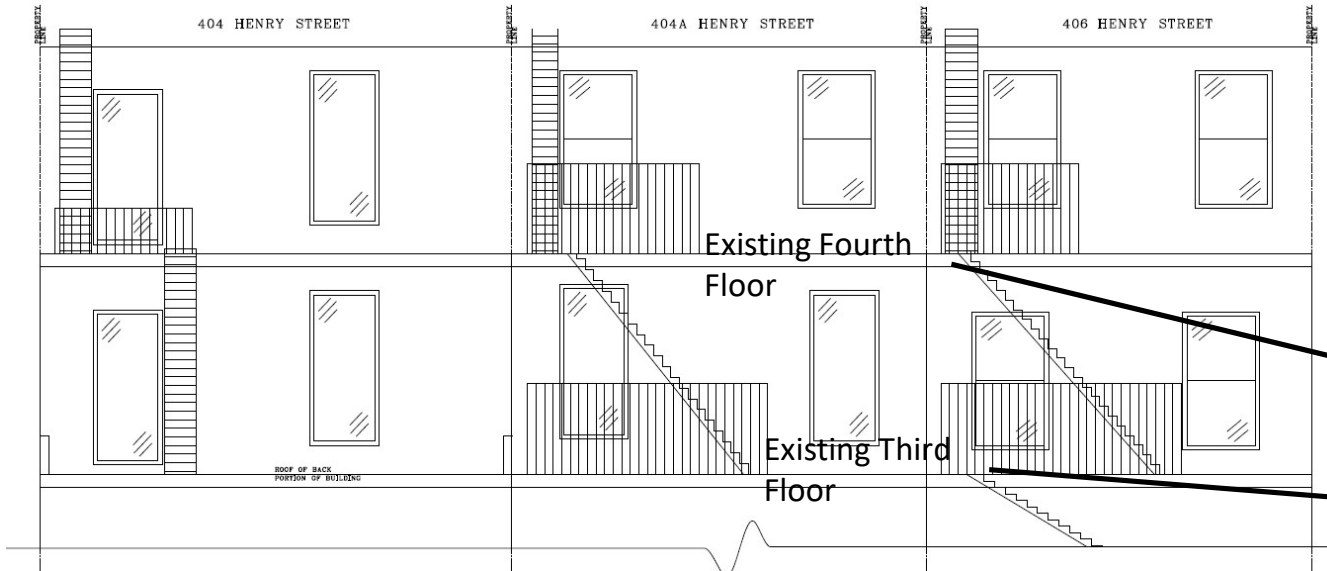 PROPERTY
LINE
404 HENRY STREET
PROPERTY
LINE
404A HENRY STREET
PROPERTY
LINE
406 HENRY STREET
PROPERTY
LINE
Existing Fourth
Floor
Existing Third
Floor
ROOF OF BACK
PORTION OF BUILDING